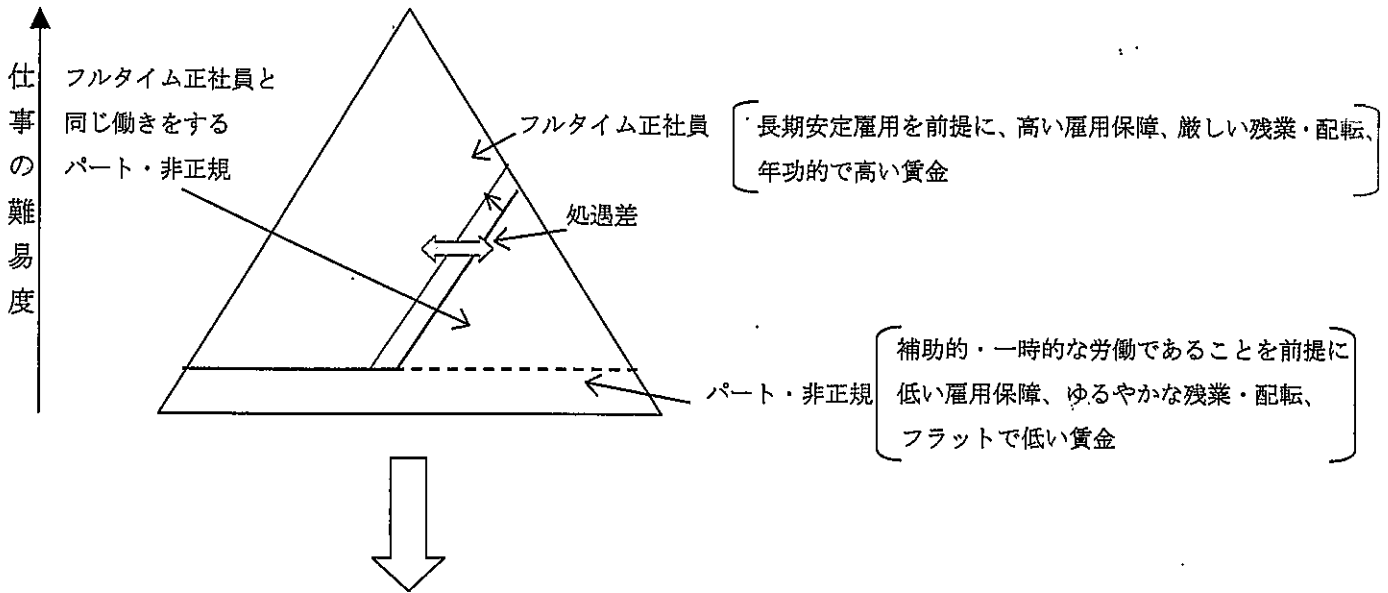 仕事の難易度
フルタイム正社員と
同じ働きをする
パート・非正規
フルタイム正社員
長期安定雇用を前提に、高い雇用保障、厳しい残業・配転、
年功的で高い賃金
処遇差
パート・非正規
補助的・一時的な労働であることを前提に
低い雇用保障、ゆるやかな残業・配転、
フラットで低い賃金